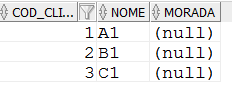 COD_CLI... NOME MORADA
1 A1 (null)
2 B1 (null)
3 C1 (null)